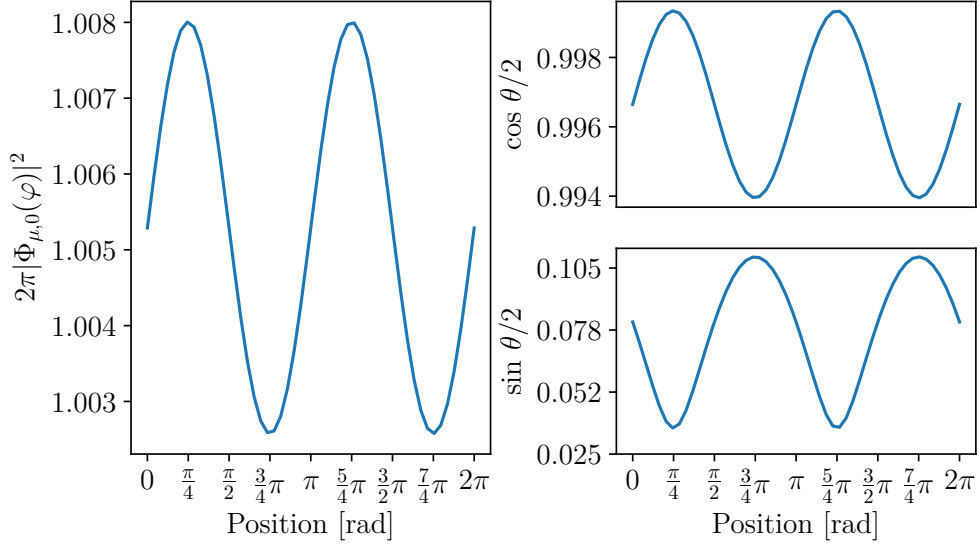 2π|Φμ,0(φ)|²
1.008
1.007
1.006
1.005
1.004
1.003
0 π/4 π/2 3/4π π 5/4π 3/2π 7/4π 2π
Position [rad]
cos θ/2
0.998
0.996
0.994
sin θ/2
0.105
0.078
0.052
0.025
0 π/4 π/2 3/4π π 5/4π 3/2π 7/4π 2π
Position [rad]